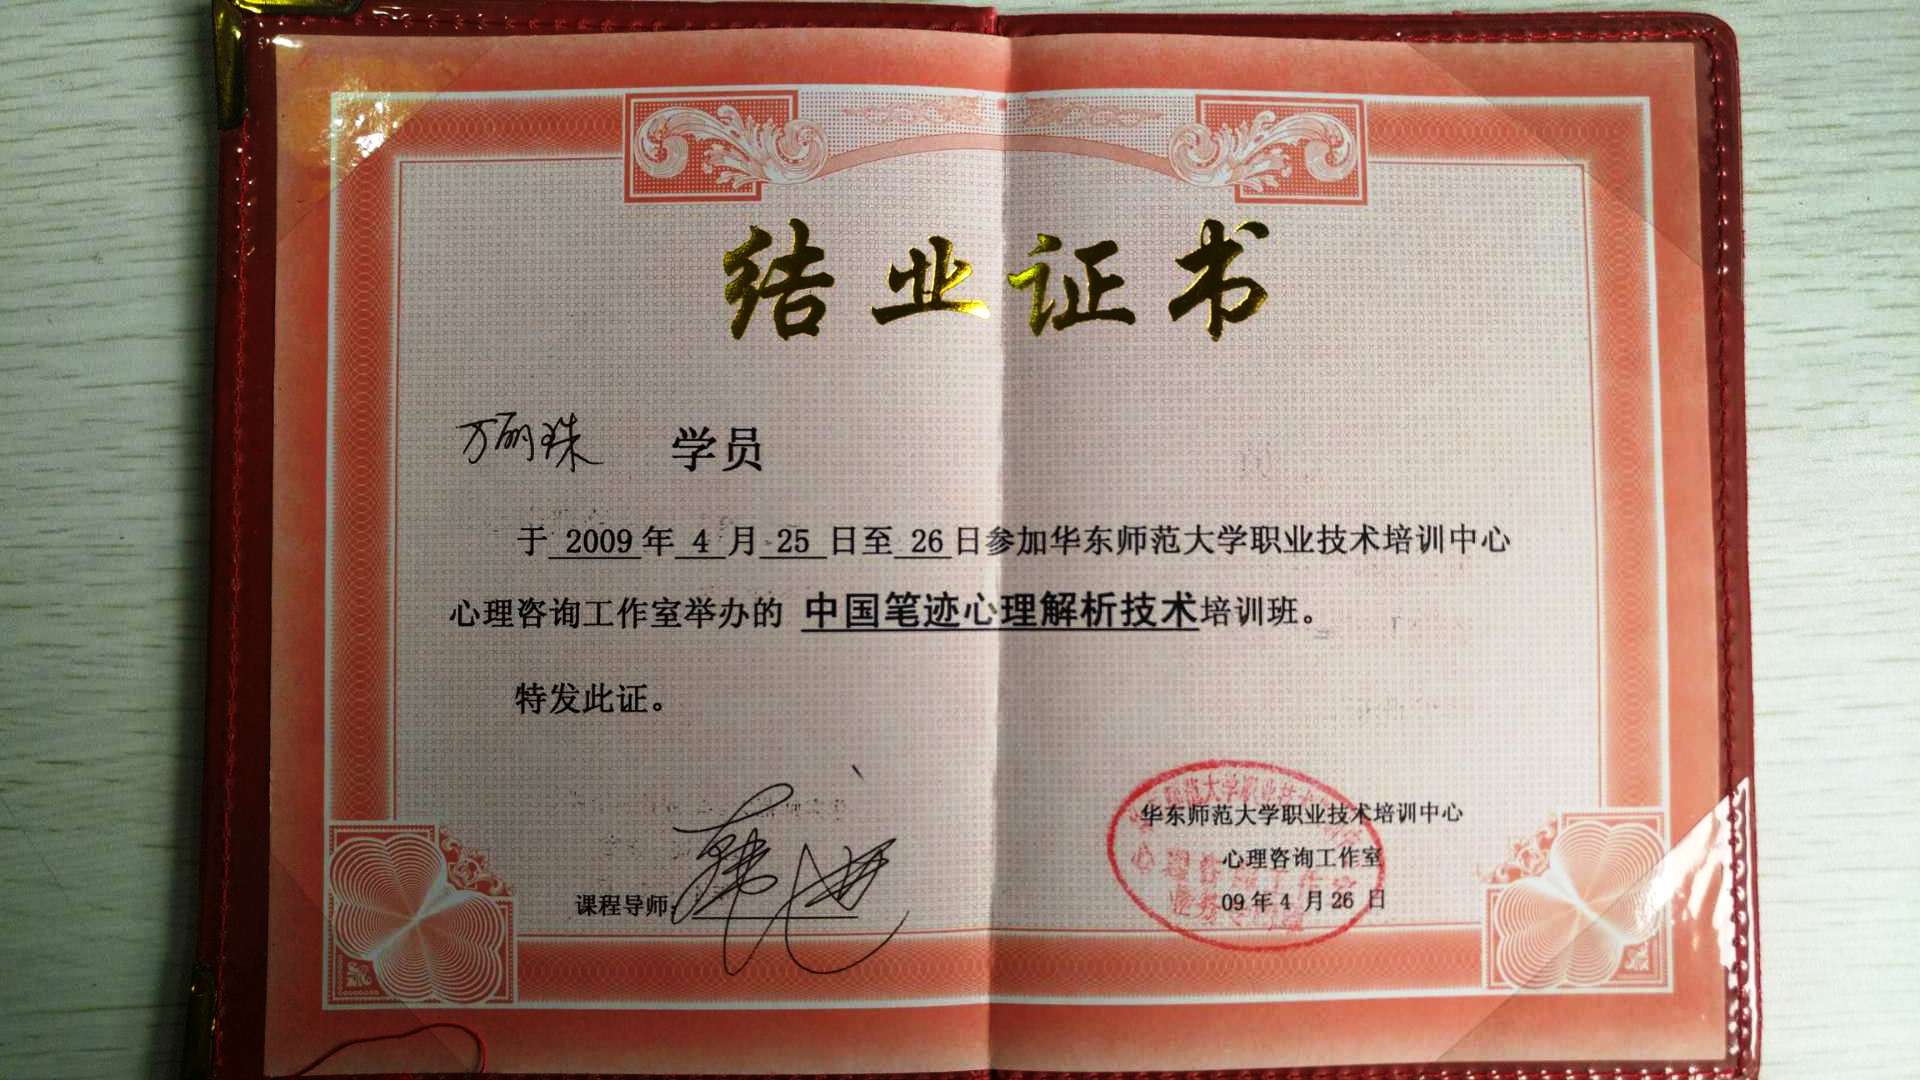 结业证书
万丽珠 学员
于 2009 年 4 月 25 日至 26 日参加华东师范大学职业技术培训中心
心理咨询工作室举办的 中国笔迹心理解析技术培训班。
特发此证。
华东师范大学职业技术培训中心
心理咨询工作室
课程导师:
09 年 4 月 26 日